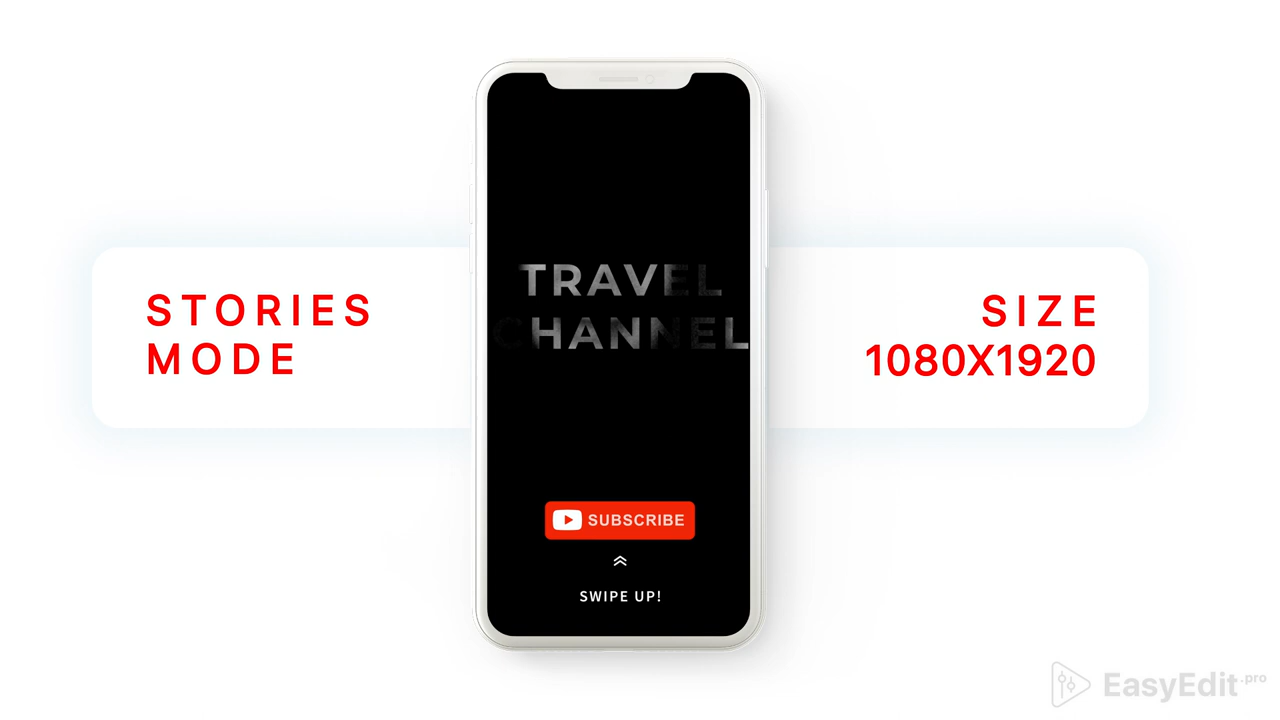 STORIES
MODE
TRAVEL
CHANNEL
SUBSCRIBE
SWIPE UP!
SIZE
1080X1920
EasyEdit.pro